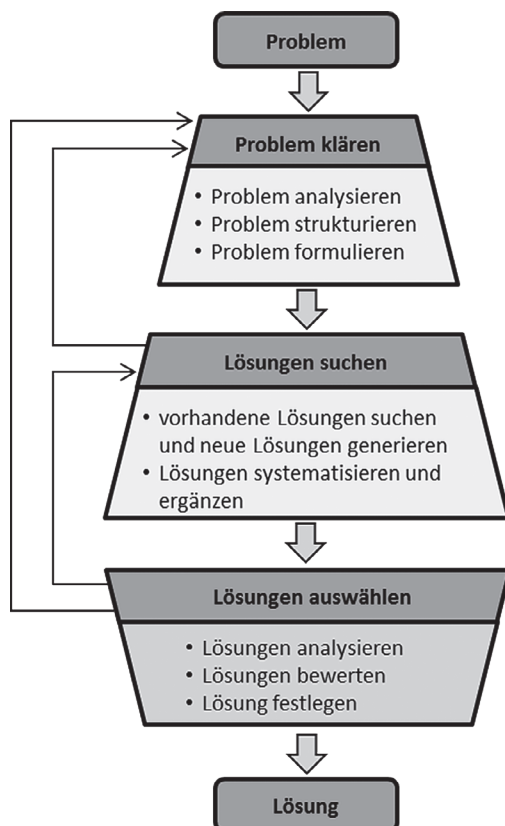 Problem
Problem klären
• Problem analysieren
• Problem strukturieren
• Problem formulieren
Lösungen suchen
• vorhandene Lösungen suchen
und neue Lösungen generieren
• Lösungen systematisieren und
ergänzen
Lösungen auswählen
• Lösungen analysieren
• Lösungen bewerten
• Lösung festlegen
Lösung